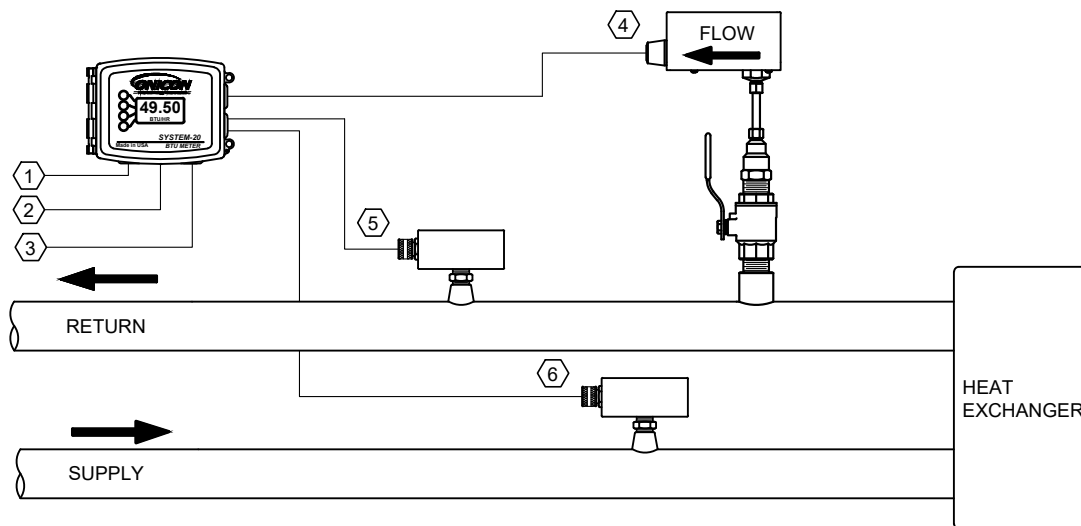 4
FLOW
ONICON
49.50
BTU/HR
SYSTEM-20
Made in USA
BTU METER
1
2
5
3
RETURN
6
HEAT
EXCHANGER
SUPPLY